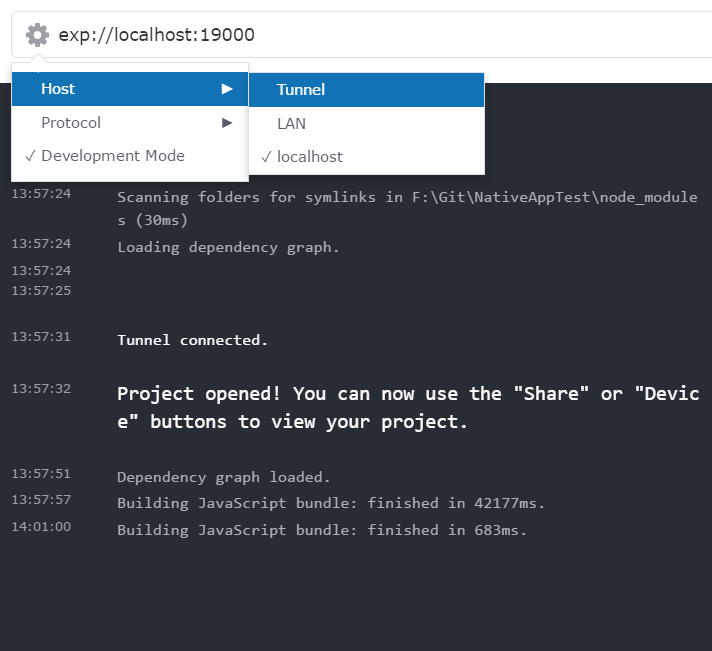 exp://localhost:19000
Host ▶
Tunnel
Protocol ▶
LAN
✓ Development Mode
✓ localhost
13:57:24 Scanning folders for symlinks in F:\Git\NativeAppTest\node_module
s (30ms)
13:57:24 Loading dependency graph.
13:57:24
13:57:25
13:57:31 Tunnel connected.
13:57:32 Project opened! You can now use the "Share" or "Devic
e" buttons to view your project.
13:57:51 Dependency graph loaded.
13:57:57 Building JavaScript bundle: finished in 42177ms.
14:01:00 Building JavaScript bundle: finished in 683ms.